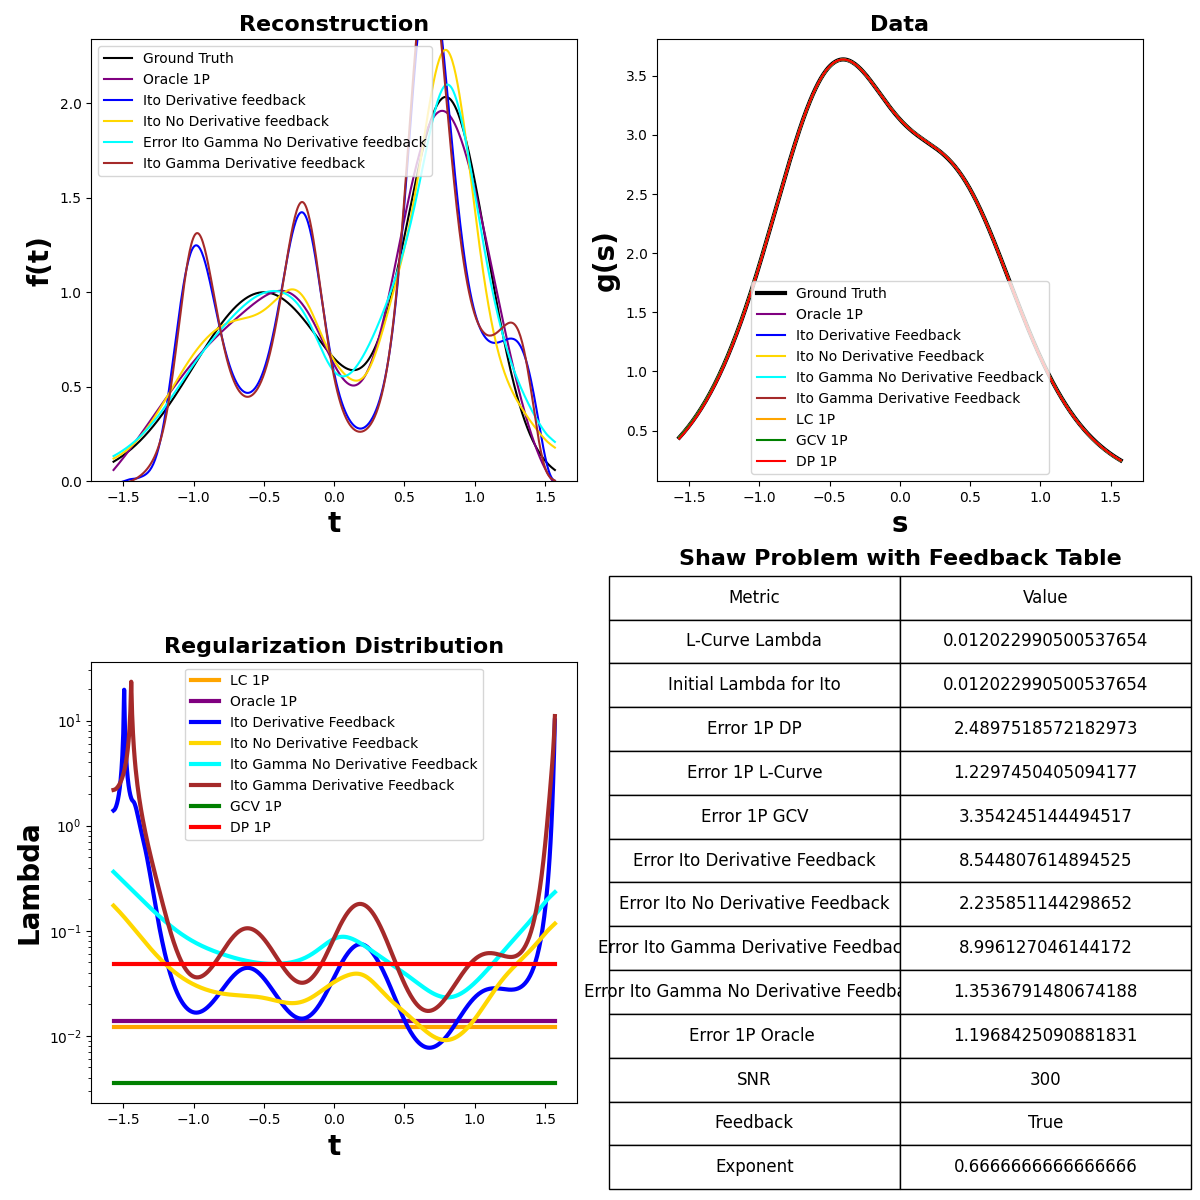 Reconstruction
Ground Truth
Oracle 1P
Ito Derivative feedback
Ito No Derivative feedback
Error Ito Gamma No Derivative feedback
Ito Gamma Derivative feedback
f(t)
2.0
1.5
1.0
0.5
0.0
−1.5 −1.0 −0.5 0.0 0.5 1.0 1.5
t
Data
g(s)
3.5
3.0
2.5
2.0
1.5
1.0
0.5
Ground Truth
Oracle 1P
Ito Derivative Feedback
Ito No Derivative Feedback
Ito Gamma No Derivative Feedback
Ito Gamma Derivative Feedback
LC 1P
GCV 1P
DP 1P
−1.5 −1.0 −0.5 0.0 0.5 1.0 1.5
s
Regularization Distribution
LC 1P
Oracle 1P
Ito Derivative Feedback
Ito No Derivative Feedback
Ito Gamma No Derivative Feedback
Ito Gamma Derivative Feedback
GCV 1P
DP 1P
Lambda
10¹
10⁰
10⁻¹
10⁻²
−1.5 −1.0 −0.5 0.0 0.5 1.0 1.5
t
Shaw Problem with Feedback Table
Metric Value
L-Curve Lambda 0.012022990500537654
Initial Lambda for Ito 0.012022990500537654
Error 1P DP 2.4897518572182973
Error 1P L-Curve 1.2297450405094177
Error 1P GCV 3.354245144494517
Error Ito Derivative Feedback 8.544807614894525
Error Ito No Derivative Feedback 2.235851144298652
Error Ito Gamma Derivative Feedbac 8.996127046144172
Error Ito Gamma No Derivative Feedba 1.3536791480674188
Error 1P Oracle 1.1968425090881831
SNR 300
Feedback True
Exponent 0.6666666666666666